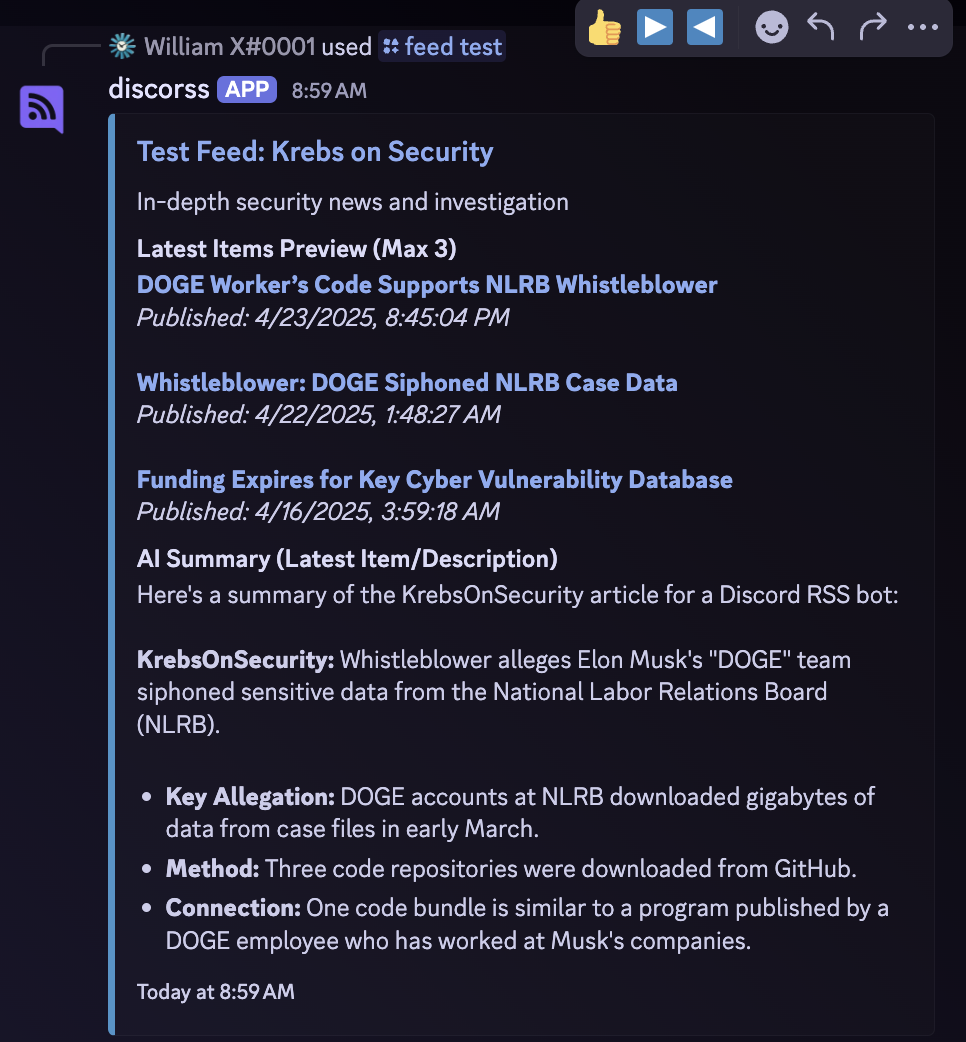 William X#0001 used feed test
discorss APP 8:59 AM
Test Feed: Krebs on Security
In-depth security news and investigation
Latest Items Preview (Max 3)
DOGE Worker’s Code Supports NLRB Whistleblower
Published: 4/23/2025, 8:45:04 PM
Whistleblower: DOGE Siphoned NLRB Case Data
Published: 4/22/2025, 1:48:27 AM
Funding Expires for Key Cyber Vulnerability Database
Published: 4/16/2025, 3:59:18 AM
AI Summary (Latest Item/Description)
Here's a summary of the KrebsOnSecurity article for a Discord RSS bot:
KrebsOnSecurity: Whistleblower alleges Elon Musk's "DOGE" team
siphoned sensitive data from the National Labor Relations Board
(NLRB).
• Key Allegation: DOGE accounts at NLRB downloaded gigabytes of
data from case files in early March.
• Method: Three code repositories were downloaded from GitHub.
• Connection: One code bundle is similar to a program published by a
DOGE employee who has worked at Musk's companies.
Today at 8:59 AM